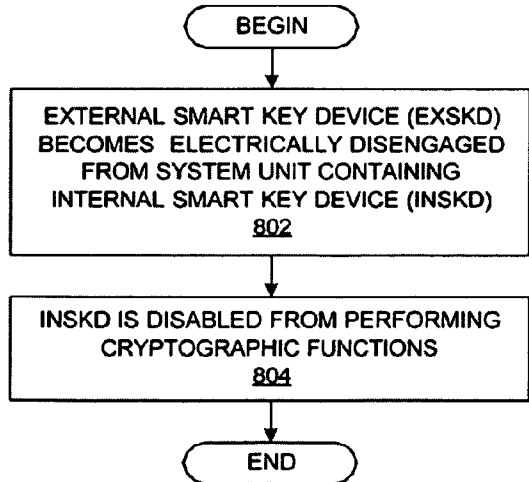 BEGIN
EXTERNAL SMART KEY DEVICE (EXSKD)
BECOMES ELECTRICALLY DISENGAGED
FROM SYSTEM UNIT CONTAINING
INTERNAL SMART KEY DEVICE (INSKD)
802
INSKD IS DISABLED FROM PERFORMING
CRYPTOGRAPHIC FUNCTIONS
804
END